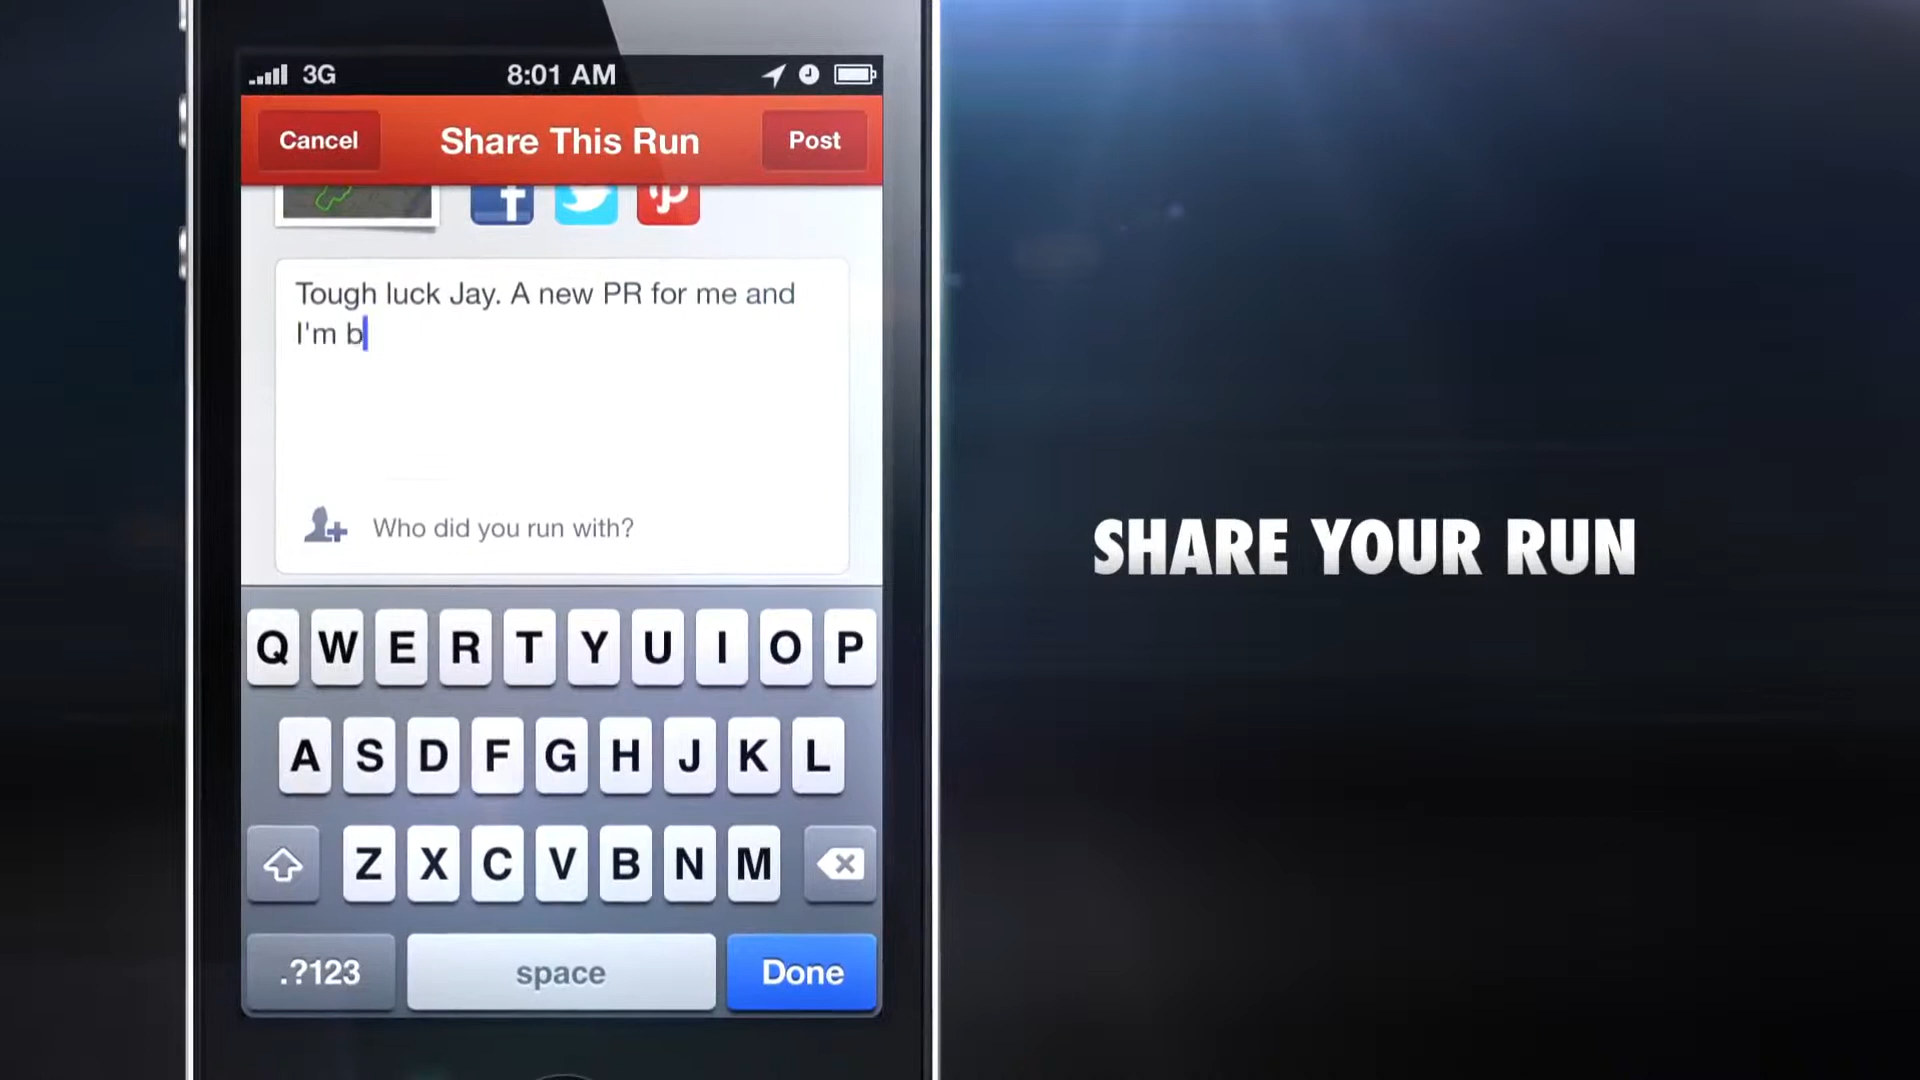 3G
8:01 AM
Cancel
Share This Run
Post
Tough luck Jay. A new PR for me and
I'm b
Who did you run with?
Q W E R T Y U I O P
A S D F G H J K L
Z X C V B N M
.?123
space
Done
SHARE YOUR RUN